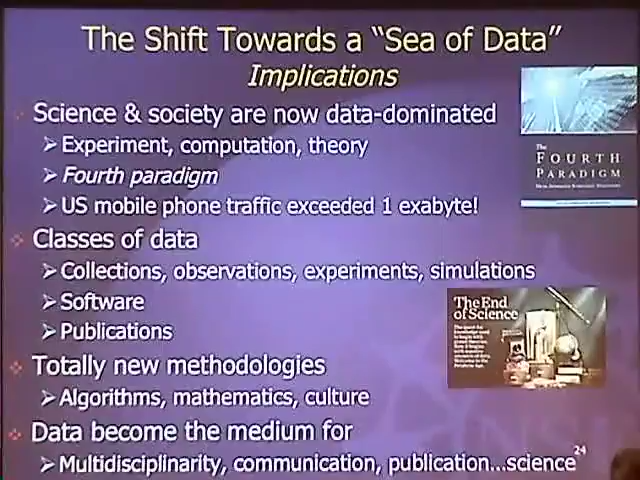 The Shift Towards a “Sea of Data”
Implications
Science & society are now data-dominated
Experiment, computation, theory
Fourth paradigm
US mobile phone traffic exceeded 1 exabyte!
Classes of data
Collections, observations, experiments, simulations
Software
Publications
Totally new methodologies
Algorithms, mathematics, culture
Data become the medium for
Multidisciplinarity, communication, publication...science
24
The
FOURTH
PARADIGM
The End
of Science